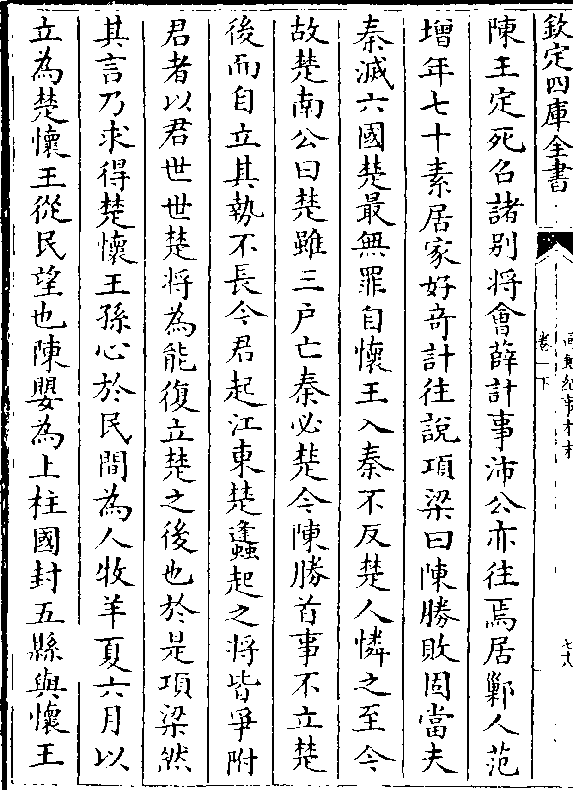 欽定四庫全書
卷一下
陳王定死召諸别将會薛計事沛公亦往焉居鄛人范
增年七十素居家好竒計往說項梁曰陳勝敗固當夫
秦滅六國楚最無罪自懐王入秦不反楚人憐之至今
故楚南公曰楚雖三户亡秦必楚今陳勝首事不立楚
後而自立其埶不長今君起江東楚蠭起之将皆爭附
君者以君世世楚将為能復立楚之後也於是項梁然
其言乃求得楚懐王孫心於民間為人牧羊夏六月以
立為楚懐王從民望也陳嬰為上柱國封五縣與懐王